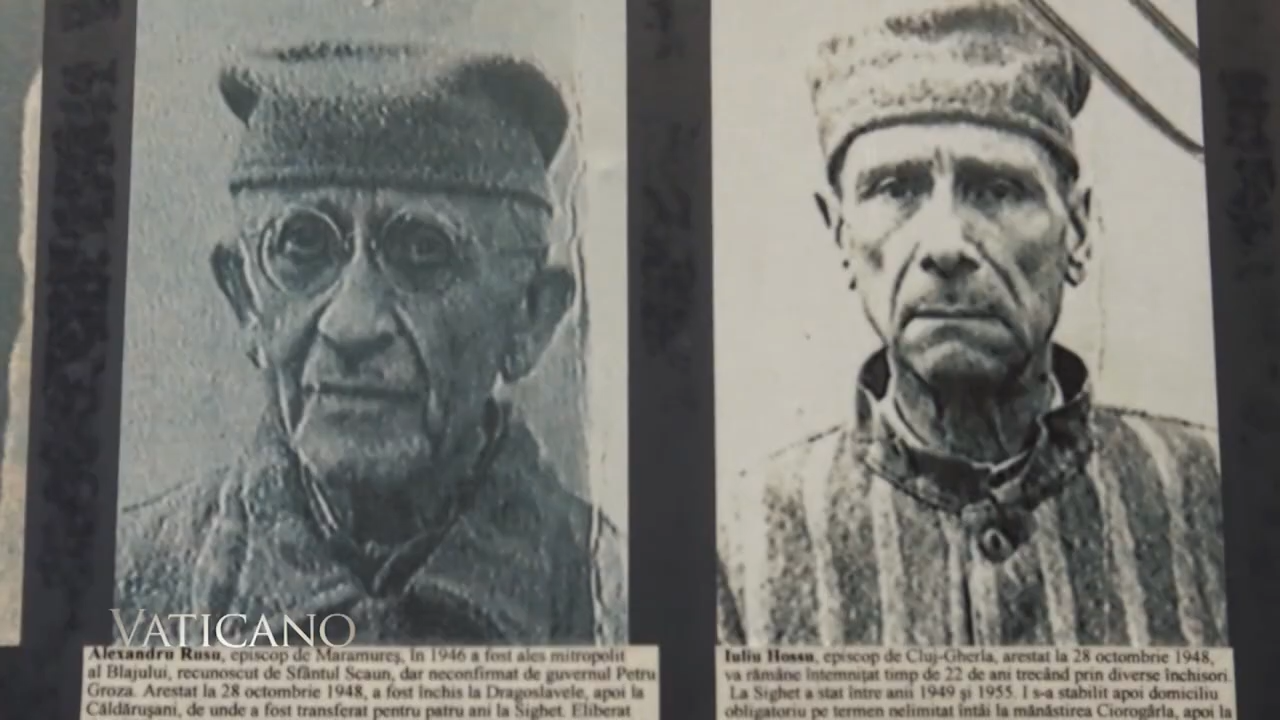 VATICANO
Alexandru Rusu, episcop de Maramureș, în 1946 a fost ales mitropolit
al Blajului, recunoscut de Sfântul Scaun, dar neconfirmat de guvernul Petru
Groza. Arestat la 28 octombrie 1948, a fost închis la Dragoslavele, apoi la
Căldărușani, de unde a fost transferat pentru patru ani la Sighet. Eliberat
Iuliu Hossu, episcop de Cluj-Gherla, arestat la 28 octombrie 1948,
va rămâne întemnițat timp de 22 de ani trecând prin diverse închisori.
La Sighet a stat între anii 1949 și 1955. I s-a stabilit apoi domiciliu
obligatoriu pe termen nelimitat întâi la mănăstirea Ciorogârla, apoi la